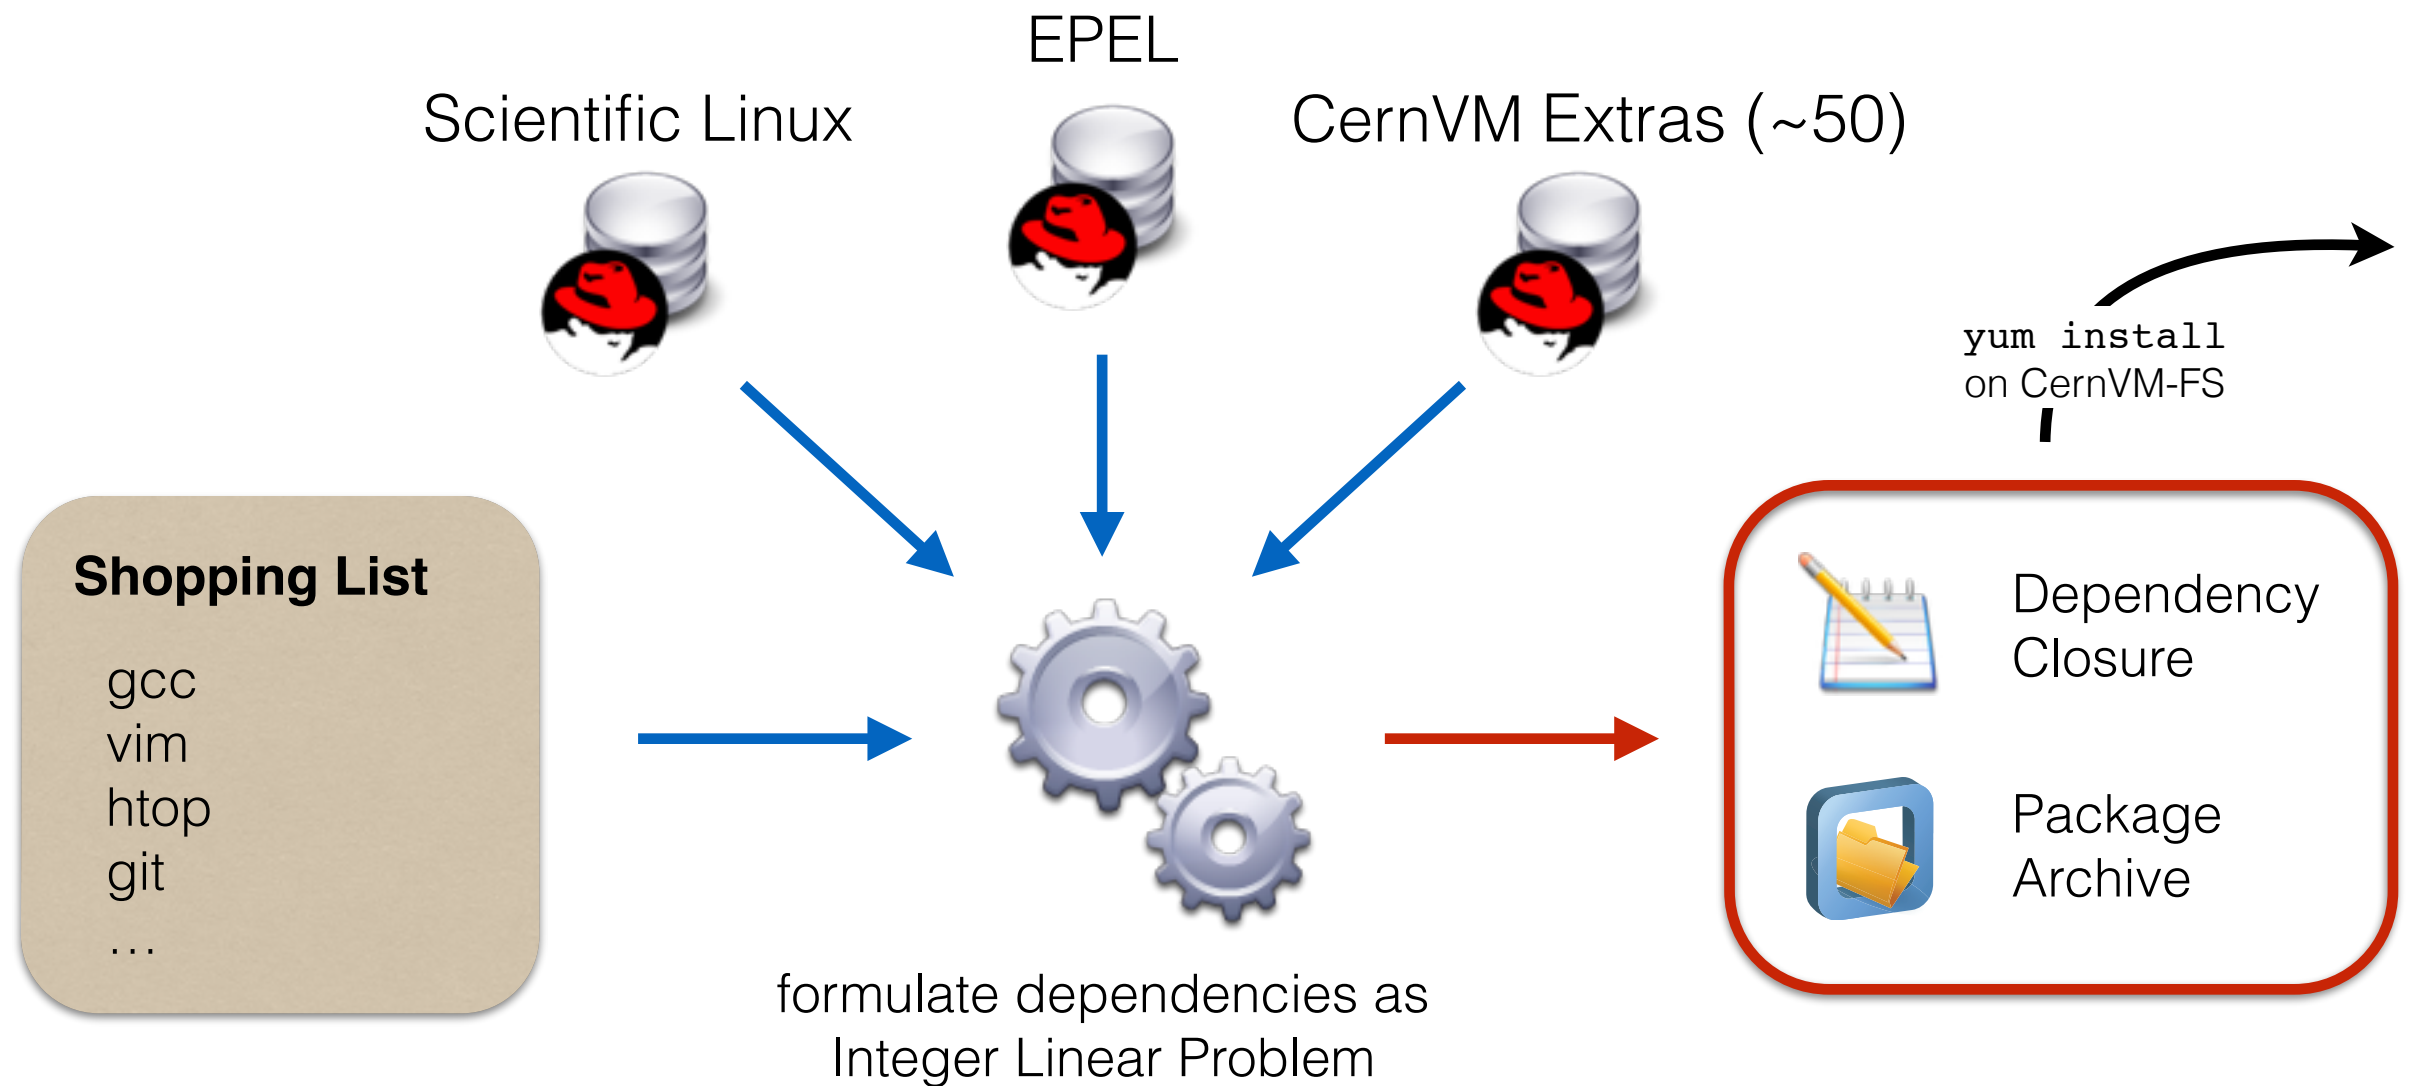 EPEL
Scientific Linux
CernVM Extras (~50)
yum install
on CernVM-FS
Shopping List
gcc
vim
htop
git
…
Dependency
Closure
Package
Archive
formulate dependencies as
Integer Linear Problem